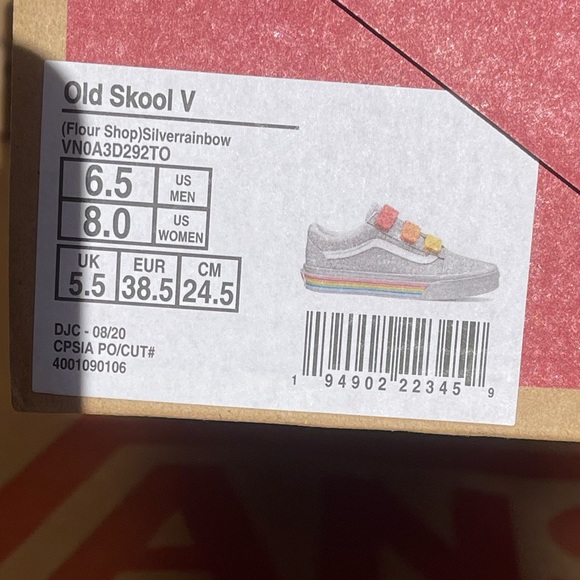 Old Skool V
(Flour Shop)Silverrainbow
VN0A3D292TO
6.5 US MEN
8.0 US WOMEN
UK EUR CM
5.5 38.5 24.5
DJC - 08/20
CPSIA PO/CUT#
4001090106
1 94902 22345 9